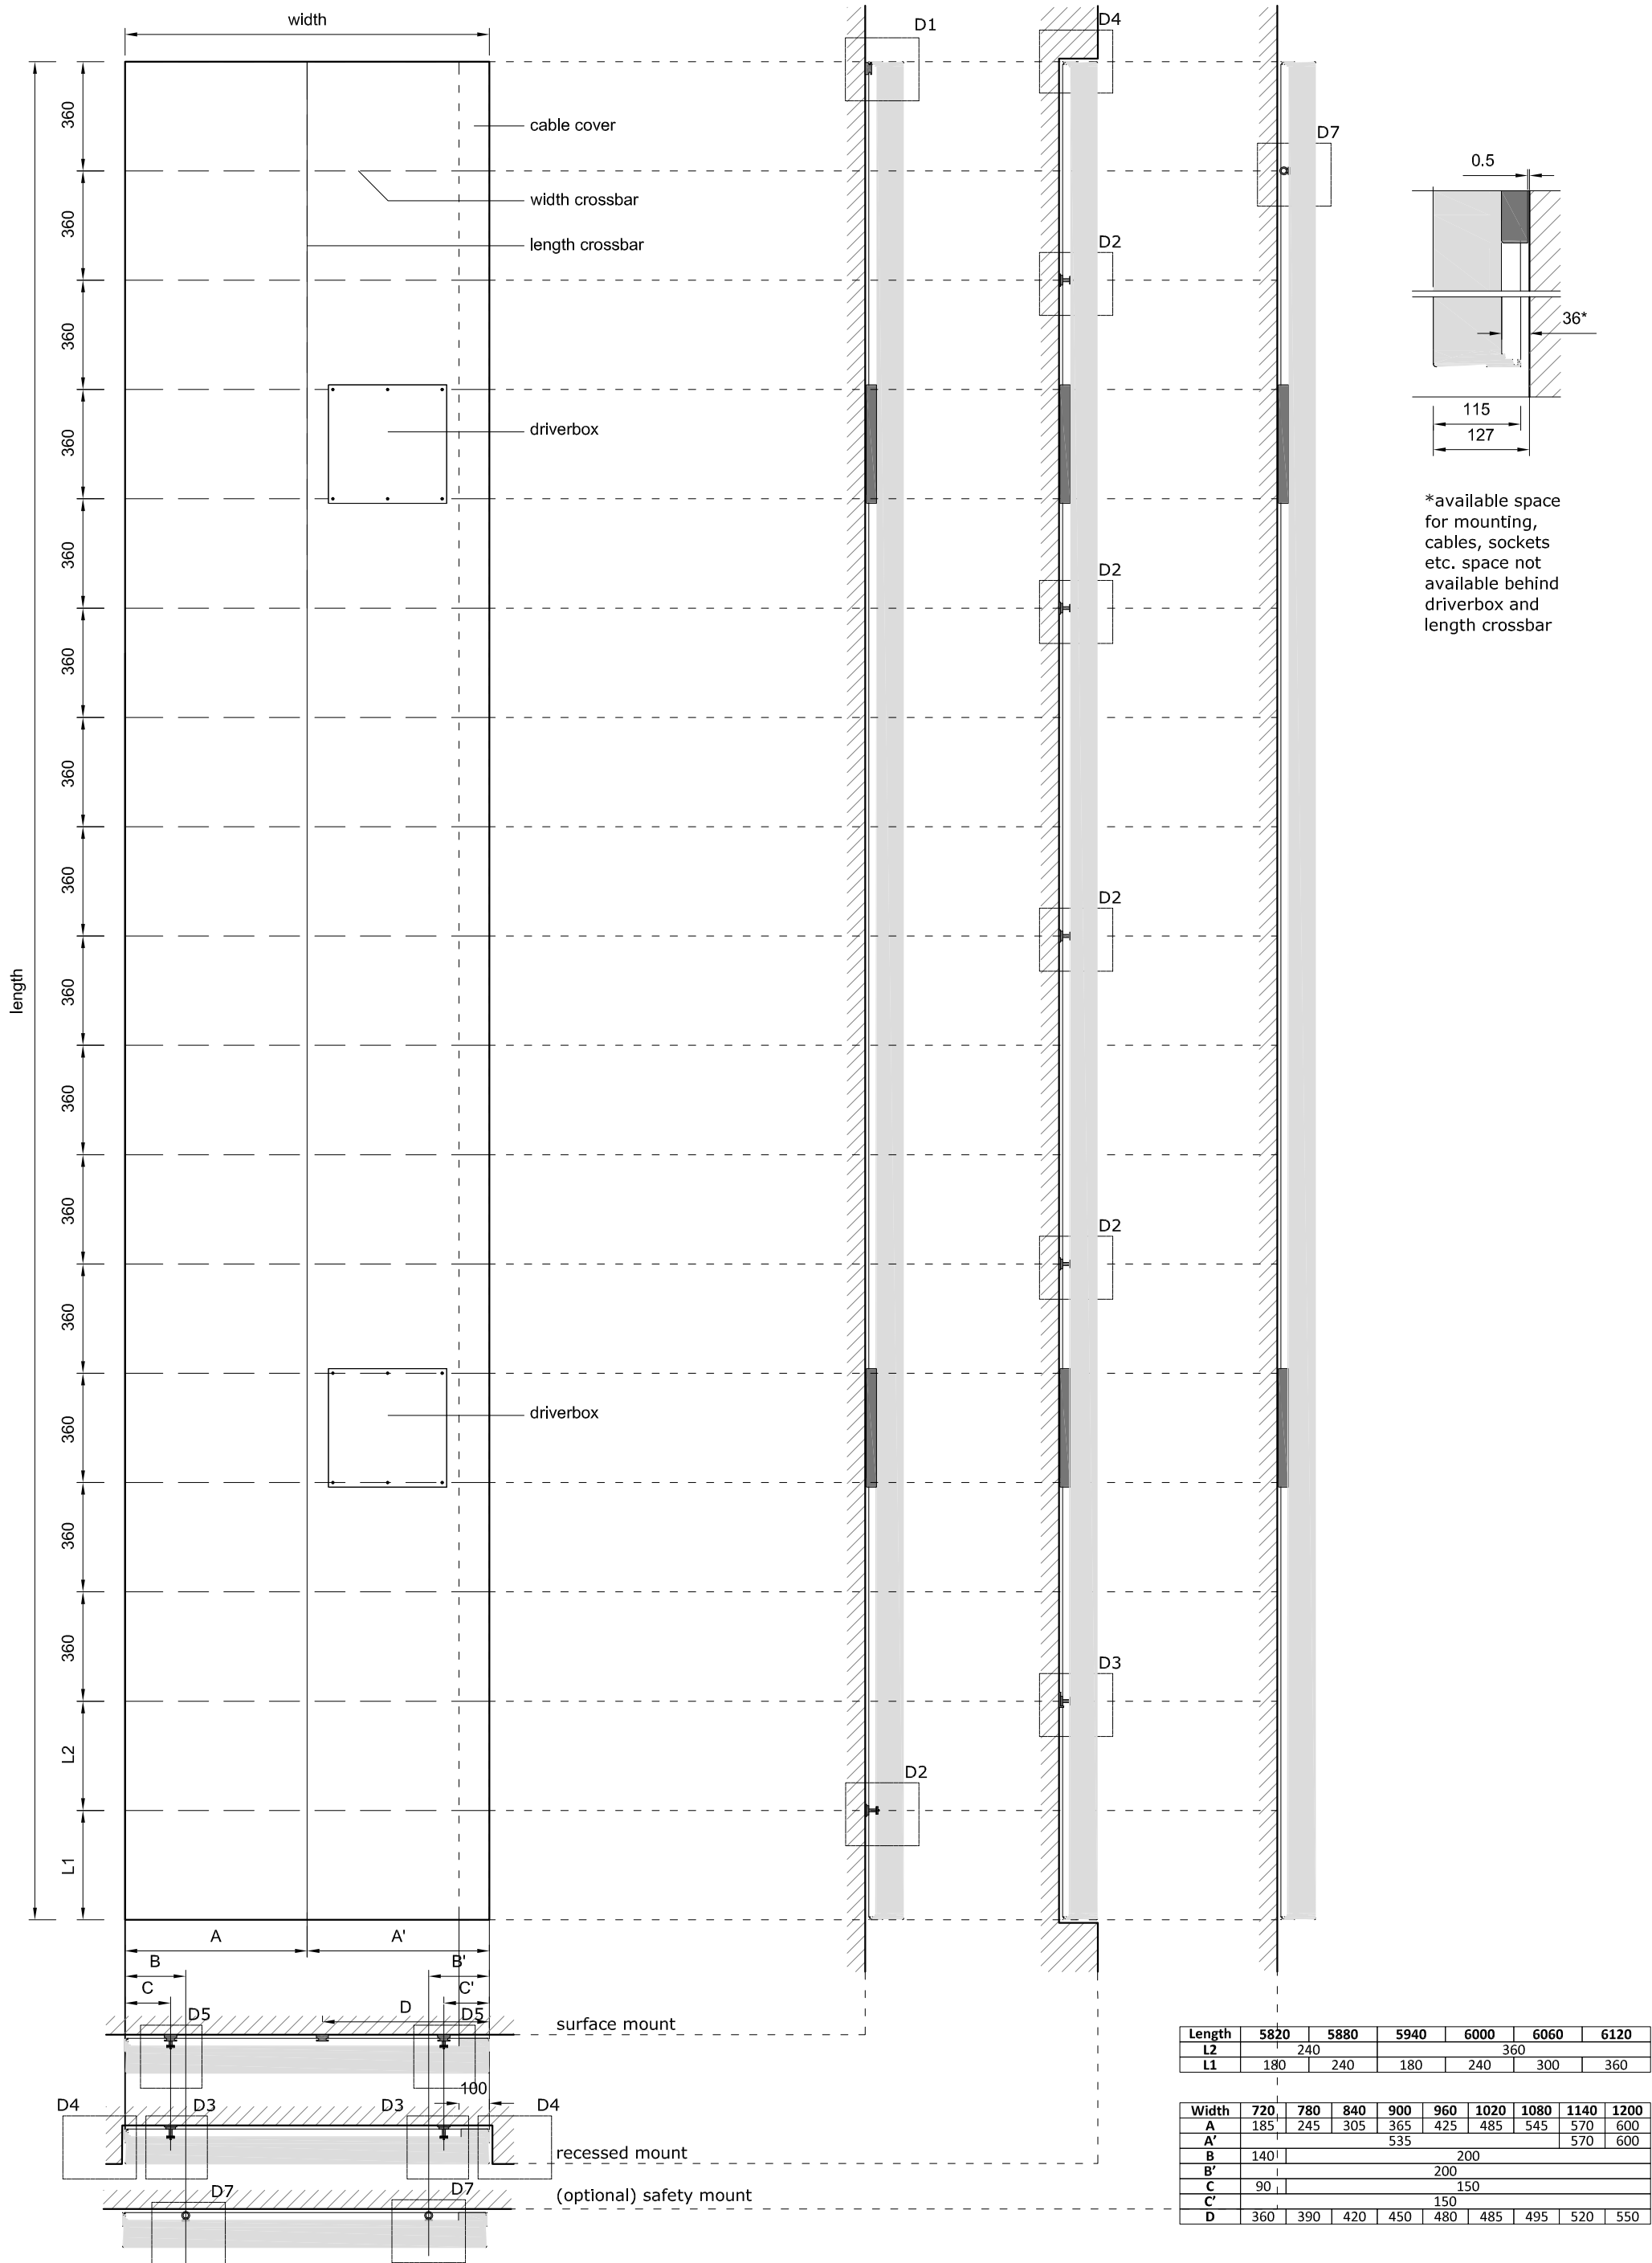 width
D1
D4
360
cable cover
D7
0.5
360
width crossbar
length crossbar
D2
360
36*
360
driverbox
115
127
*available space
for mounting,
cables, sockets
etc. space not
available behind
driverbox and
length crossbar
360
D2
360
360
360
D2
length
360
360
360
D2
360
360
driverbox
360
360
D3
L2
D2
L1
A A'
B B'
C C'
D
D5 D5
surface mount
100
D4 D3 D3 D4
recessed mount
D7 D7
(optional) safety mount
Length 5820 5880 5940 6000 6060 6120
L2 240 360
L1 180 240 180 240 300 360
Width 720 780 840 900 960 1020 1080 1140 1200
A 185 245 305 365 425 485 545 570 600
A' 535 570 600
B 140 200
B' 200
C 90 150
C' 150
D 360 390 420 450 480 485 495 520 550